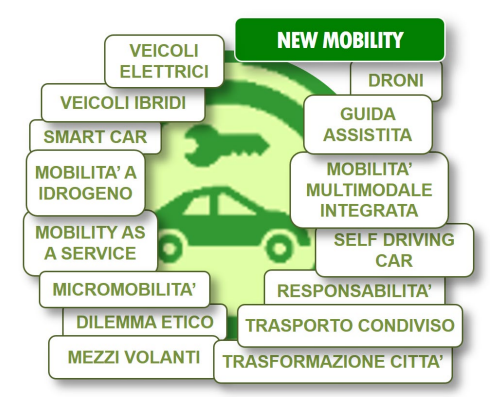 NEW MOBILITY
VEICOLI
ELETTRICI
VEICOLI IBRIDI
SMART CAR
MOBILITA' A
IDROGENO
MOBILITY AS
A SERVICE
MICROMOBILITA'
DILEMMA ETICO
MEZZI VOLANTI
DRONI
GUIDA
ASSISTITA
MOBILITA'
MULTIMODALE
INTEGRATA
SELF DRIVING
CAR
RESPONSABILITA'
TRASPORTO CONDIVISO
TRASFORMAZIONE CITTA'